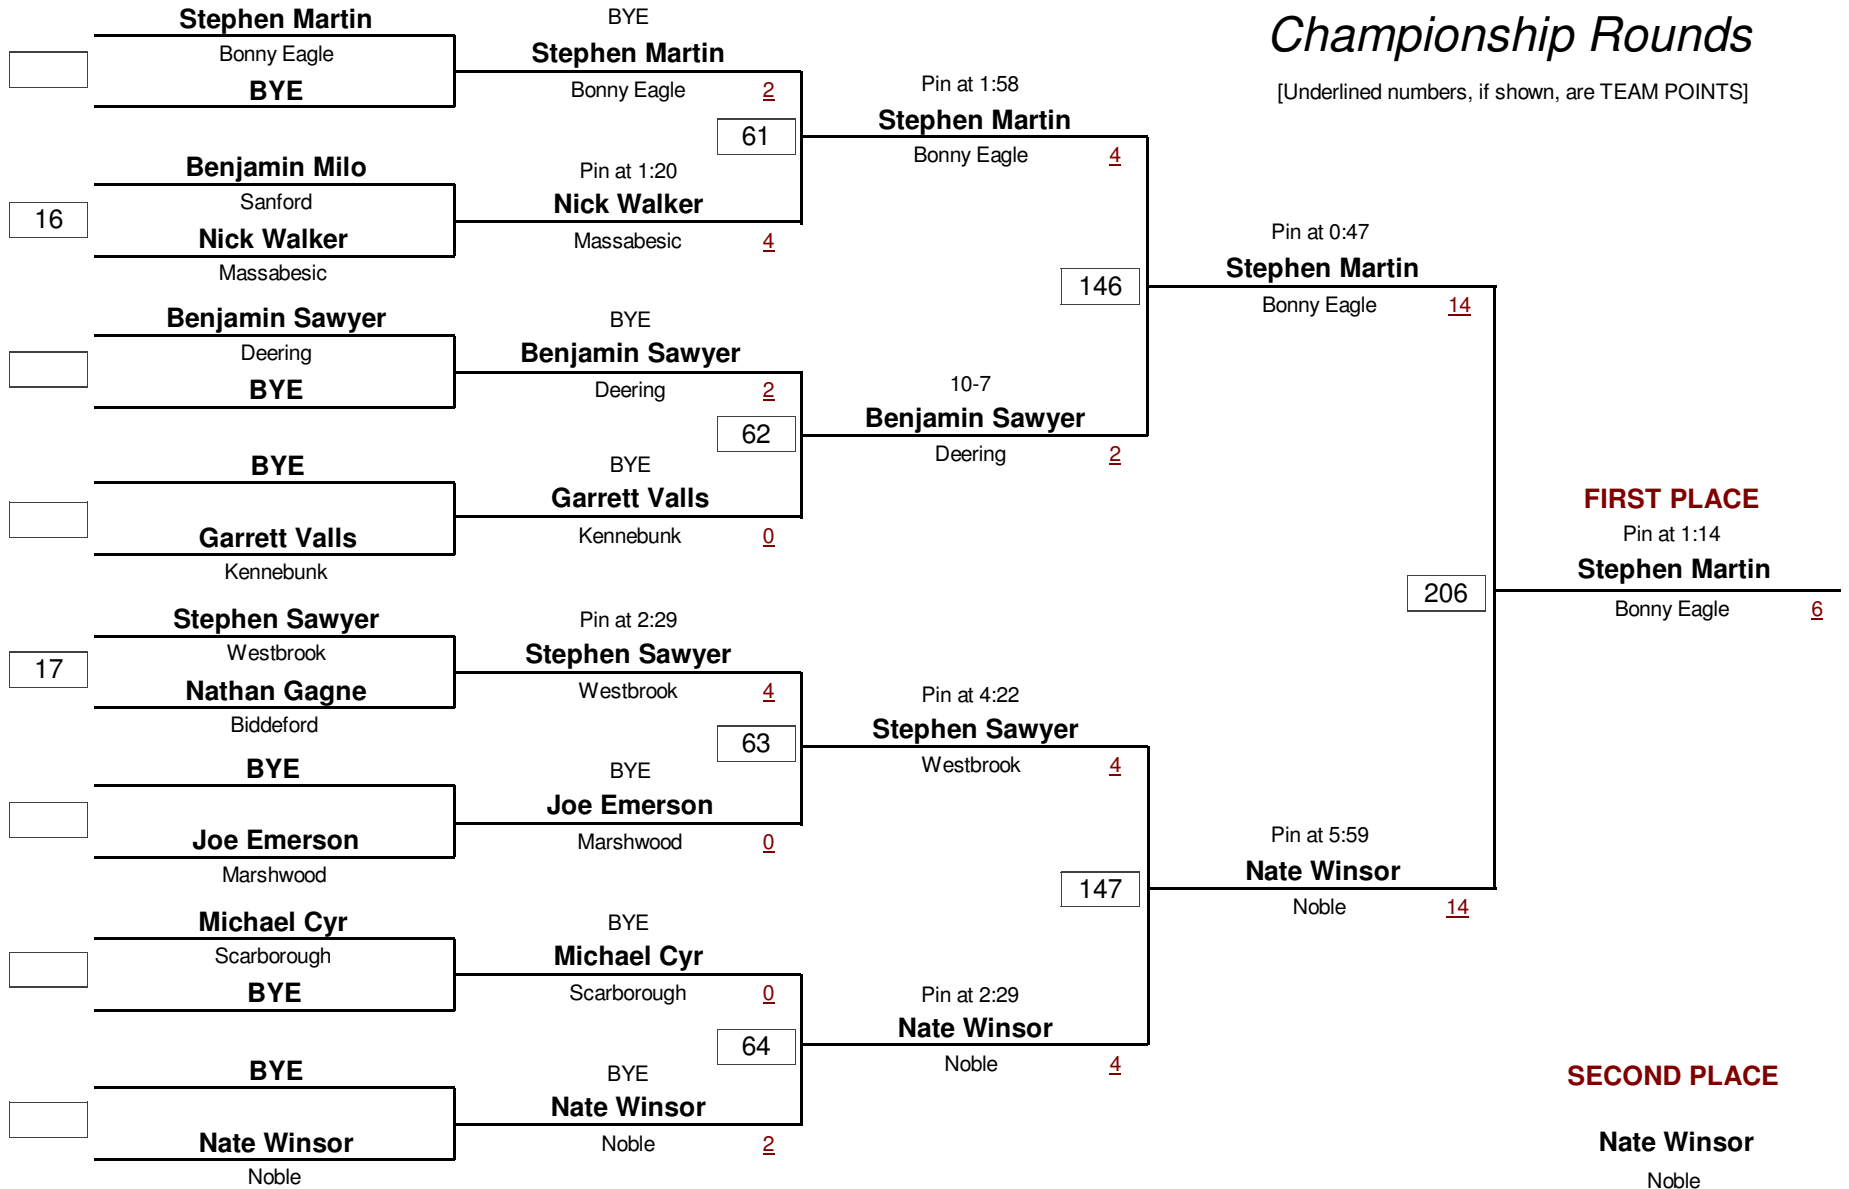 Championship Rounds
[Underlined numbers, if shown, are TEAM POINTS]
Stephen Martin
Bonny Eagle
BYE
16
Benjamin Milo
Sanford
Nick Walker
Massabesic
Benjamin Sawyer
Deering
BYE
BYE
Garrett Valls
Kennebunk
17
Stephen Sawyer
Westbrook
Nathan Gagne
Biddeford
BYE
Joe Emerson
Marshwood
Michael Cyr
Scarborough
BYE
BYE
Nate Winsor
Noble
BYE
Stephen Martin
Bonny Eagle 2
61
Pin at 1:20
Nick Walker
Massabesic 4
BYE
Benjamin Sawyer
Deering 2
62
BYE
Garrett Valls
Kennebunk 0
Pin at 2:29
Stephen Sawyer
Westbrook 4
63
BYE
Joe Emerson
Marshwood 0
BYE
Michael Cyr
Scarborough 0
64
BYE
Nate Winsor
Noble 2
Pin at 1:58
Stephen Martin
Bonny Eagle 4
146
10-7
Benjamin Sawyer
Deering 2
Pin at 4:22
Stephen Sawyer
Westbrook 4
147
Pin at 2:29
Nate Winsor
Noble 4
Pin at 0:47
Stephen Martin
Bonny Eagle 14
206
Pin at 5:59
Nate Winsor
Noble 14
FIRST PLACE
Pin at 1:14
Stephen Martin
Bonny Eagle 6
SECOND PLACE
Nate Winsor
Noble